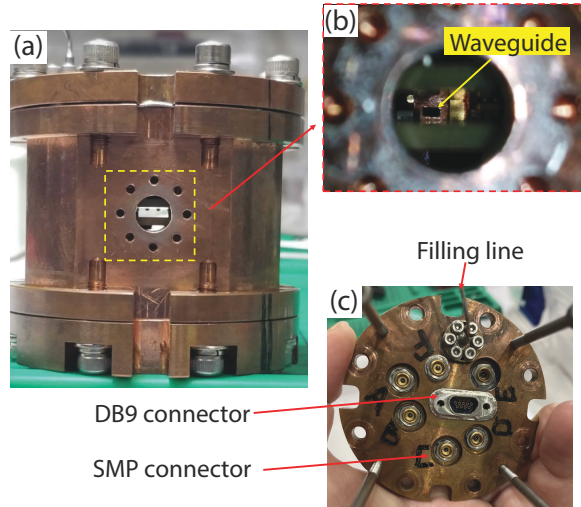 (a)
(b)
Waveguide
Filling line
(c)
DB9 connector
SMP connector
F
E
D